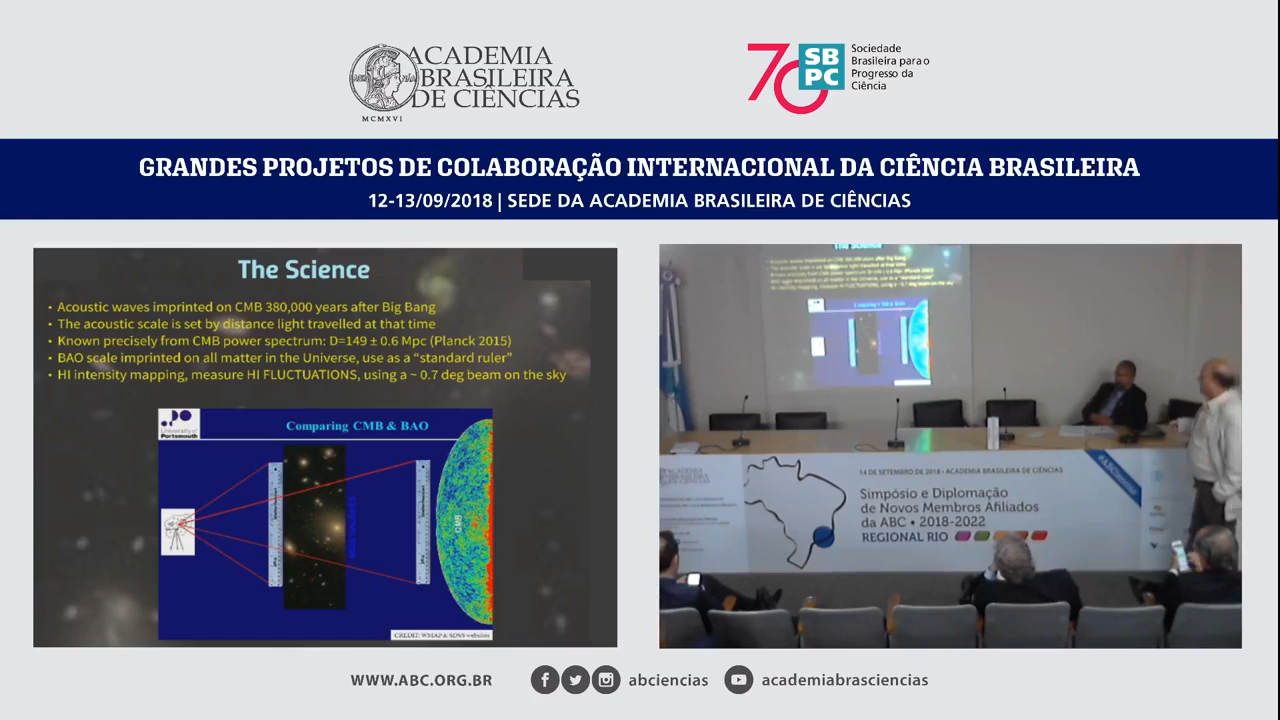 ACADEMIA
BRASILEIRA
DE CIÊNCIAS
MCMXVI
70
SB
PC
Sociedade
Brasileira para o
Progresso da
Ciência
GRANDES PROJETOS DE COLABORAÇÃO INTERNACIONAL DA CIÊNCIA BRASILEIRA
12-13/09/2018 | SEDE DA ACADEMIA BRASILEIRA DE CIÊNCIAS
The Science
• Acoustic waves imprinted on CMB 380,000 years after Big Bang
• The acoustic scale is set by distance light travelled at that time
• Known precisely from CMB power spectrum: D=149 ± 0.6 Mpc (Planck 2015)
• BAO scale imprinted on all matter in the Universe, use as a “standard ruler”
• HI intensity mapping, measure HI FLUCTUATIONS, using a ~ 0.7 deg beam on the sky
University of
Portsmouth
Comparing CMB & BAO
CMB
CREDIT: WMAP & SDSS websites
The Science
14 DE SETEMBRO DE 2018 • ACADEMIA BRASILEIRA DE CIÊNCIAS
Simpósio e Diplomação
de Novos Membros Afiliados
da ABC • 2018-2022
REGIONAL RIO
WWW.ABC.ORG.BR
abciencias
academiabrasciencias